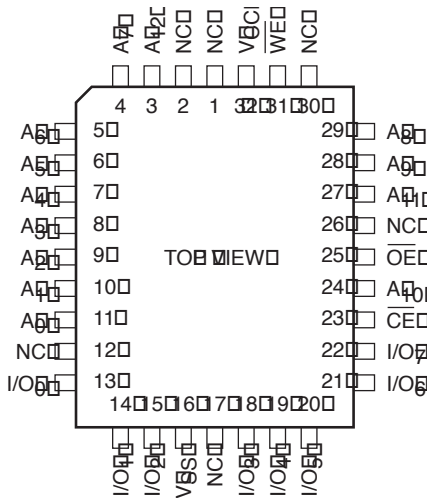 A7 A12 NC NC VCC WE NC
4 3 2 1 32 31 30
A6 5 29 A8
A5 6 28 A9
A4 7 27 A11
A3 8 26 NC
A2 9 TOP VIEW 25 OE
A1 10 24 A10
A0 11 23 CE
NC 12 22 I/O7
I/O0 13 21 I/O6
14 15 16 17 18 19 20
I/O1 I/O2 VSS NC I/O3 I/O4 I/O5